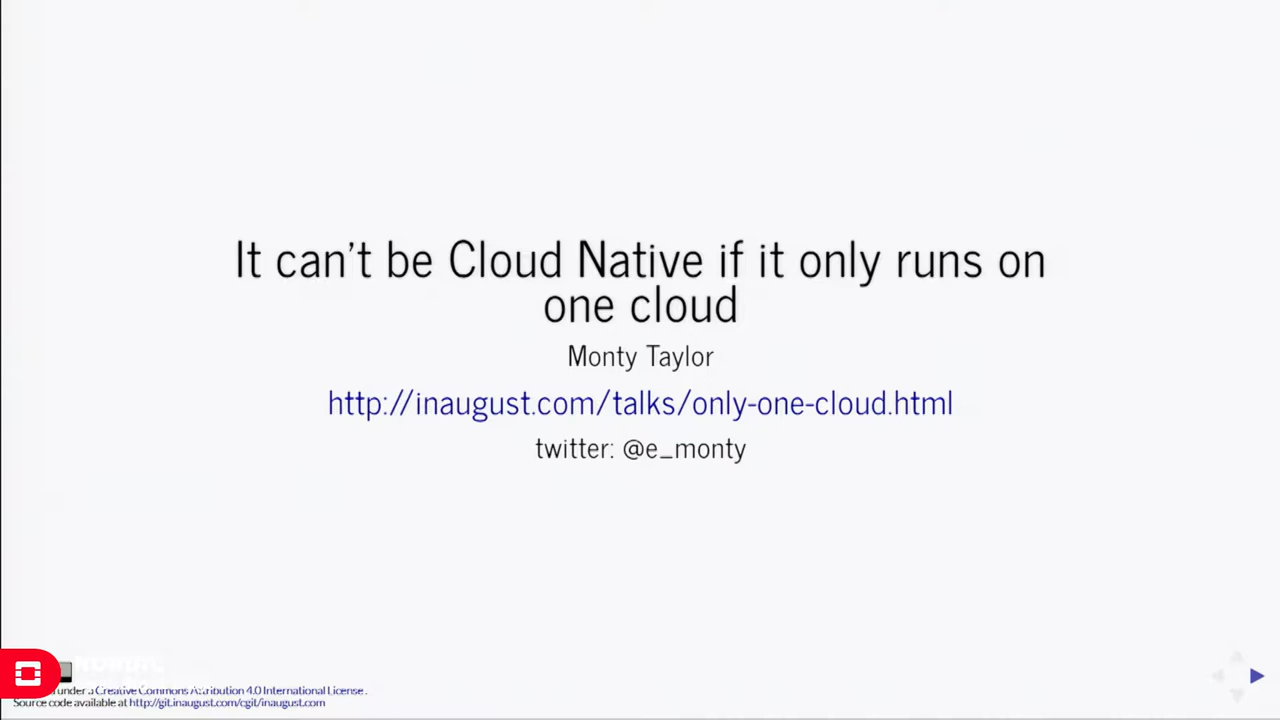 It can't be Cloud Native if it only runs on
one cloud
Monty Taylor
http://inaugust.com/talks/only-one-cloud.html
twitter: @e_monty
under a Creative Commons Attribution 4.0 International License.
Source code available at http://git.inaugust.com/cgit/inaugust.com